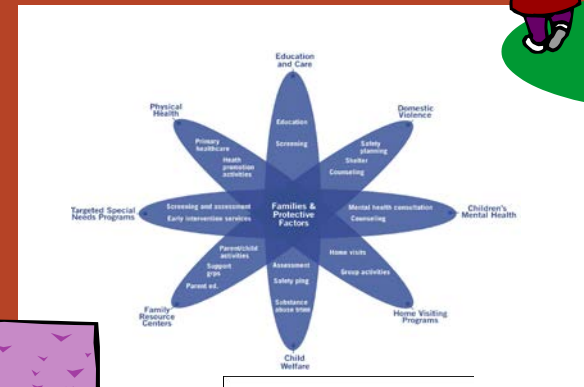 Education
and Care
Physical
Health
Domestic
Violence
Education
Screening
Primary
healthcare
Heath
promotion
activities
Safety
planning
Shelter
Counseling
Targeted Special
Needs Programs
Screening and assessment
Early intervention services
Families &
Protective
Factors
Mental health consultation
Counseling
Children's
Mental Health
Parent/child
activities
Support
grps
Parent ed.
Assessment
Safety plng
Substance
abuse
Home visits
Group activities
Family
Resource
Centers
Home Visiting
Programs
Child
Welfare